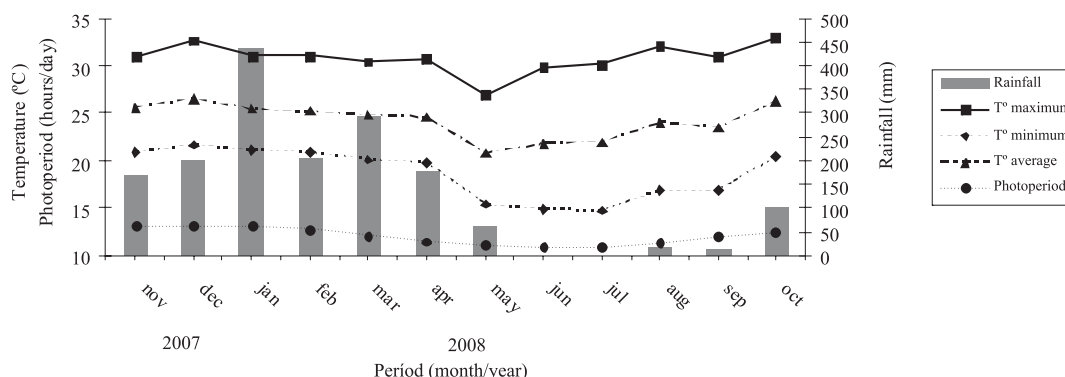 35
30
25
20
15
10
Temperature (ºC)
Photoperiod (hours/day)
500
450
400
350
300
250
200
150
100
50
0
Rainfall (mm)
nov
dec
jan
feb
mar
apr
may
jun
jul
aug
sep
oct
2007
2008
Períod (month/year)
Rainfall
Tº maximum
Tº minimum
Tº average
Photoperiod